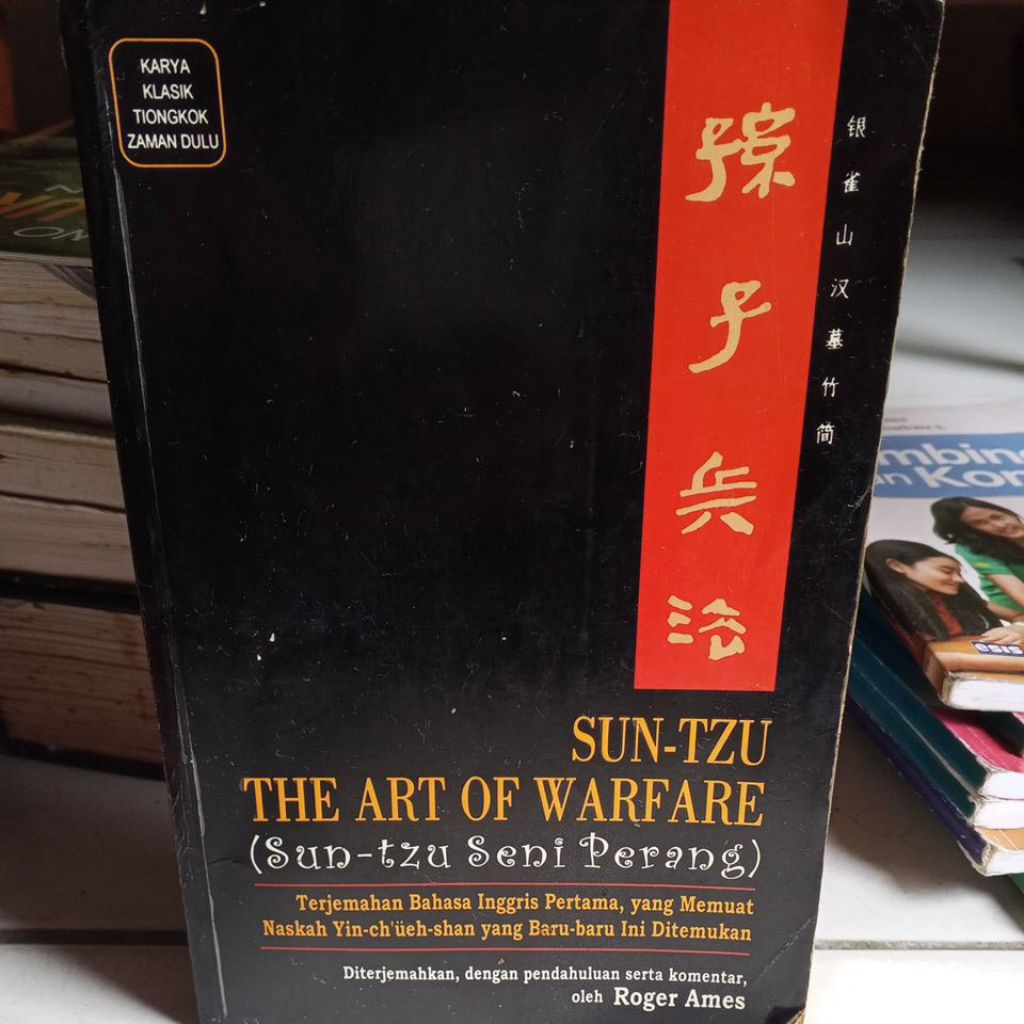 KARYA
KLASIK
TIONGKOK
ZAMAN DULU
孫子兵法
银雀山汉墓竹简
SUN-TZU
THE ART OF WARFARE
(Sun-tzu Seni Perang)
Terjemahan Bahasa Inggris Pertama, yang Memuat
Naskah Yin-ch'üeh-shan yang Baru-baru Ini Ditemukan
Diterjemahkan, dengan pendahuluan serta komentar,
oleh Roger Ames
mbin
n Kon